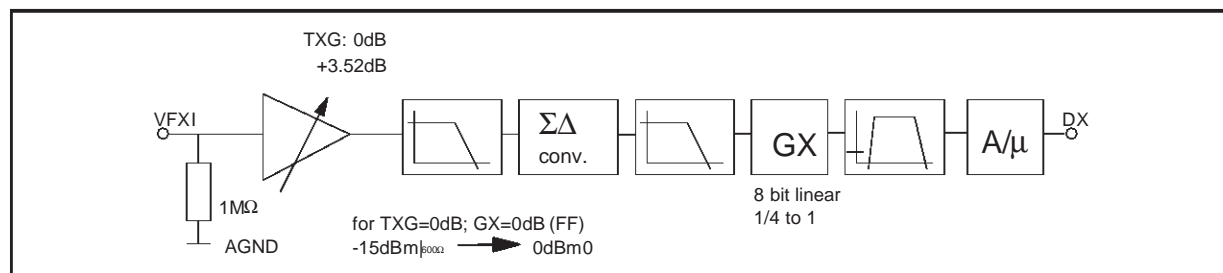 TXG: 0dB
+3.52dB
VFXI
ΣΔ
conv.
GX
A/μ
DX
1MΩ
8 bit linear
1/4 to 1
AGND
for TXG=0dB; GX=0dB (FF)
-15dBm|600Ω 0dBm0